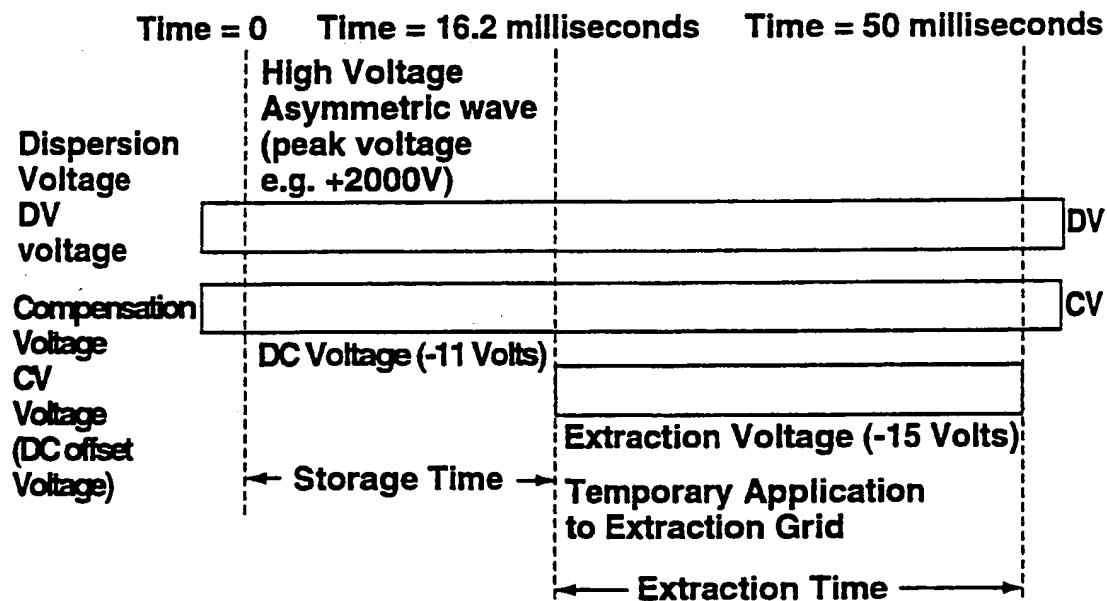 Time = 0 Time = 16.2 milliseconds Time = 50 milliseconds
High Voltage
Asymmetric wave
(peak voltage
e.g. +2000V)
Dispersion
Voltage
DV
voltage
DV
Compensation
Voltage
CV
Voltage
(DC offset
Voltage)
CV
DC Voltage (-11 Volts)
Extraction Voltage (-15 Volts)
Storage Time
Temporary Application
to Extraction Grid
Extraction Time